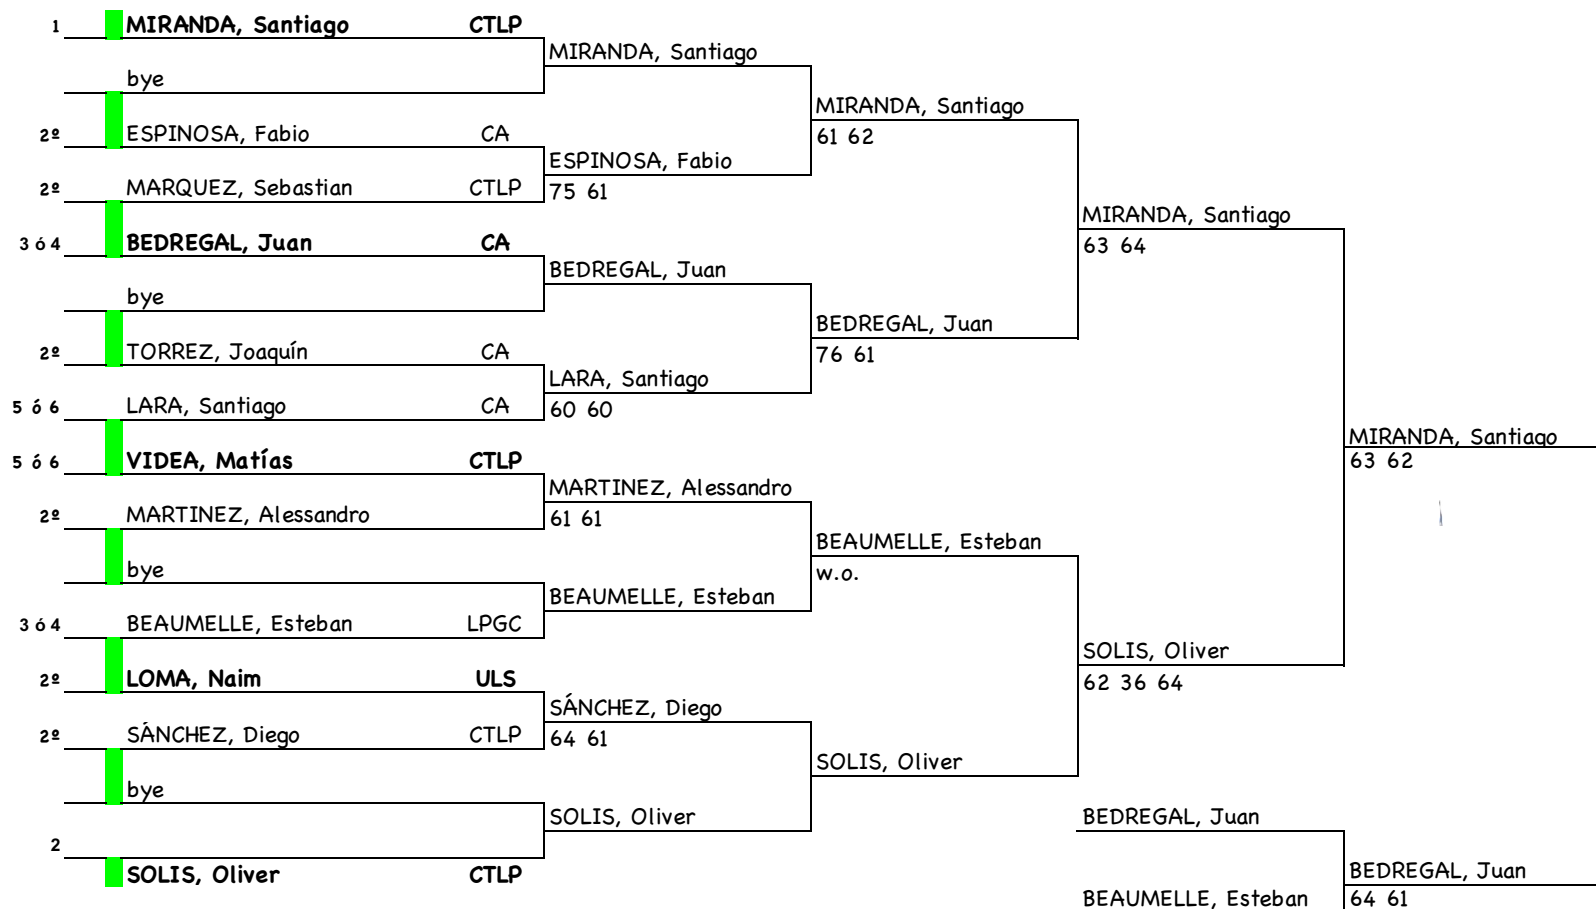 1 MIRANDA, Santiago CTLP
MIRANDA, Santiago
bye
MIRANDA, Santiago
2º ESPINOSA, Fabio CA
61 62
ESPINOSA, Fabio
2º MARQUEZ, Sebastian CTLP
75 61
MIRANDA, Santiago
3 ó 4 BEDREGAL, Juan CA
63 64
BEDREGAL, Juan
bye
BEDREGAL, Juan
2º TORREZ, Joaquín CA
76 61
LARA, Santiago
5 ó 6 LARA, Santiago CA
60 60
MIRANDA, Santiago
5 ó 6 VIDEA, Matías CTLP
63 62
MARTINEZ, Alessandro
2º MARTINEZ, Alessandro
61 61
BEAUMELLE, Esteban
bye
w.o.
BEAUMELLE, Esteban
3 ó 4 BEAUMELLE, Esteban LPGC
SOLIS, Oliver
2º LOMA, Naim ULS
62 36 64
SÁNCHEZ, Diego
2º SÁNCHEZ, Diego CTLP
64 61
SOLIS, Oliver
bye
SOLIS, Oliver
BEDREGAL, Juan
2
SOLIS, Oliver CTLP
BEDREGAL, Juan
BEAUMELLE, Esteban
64 61